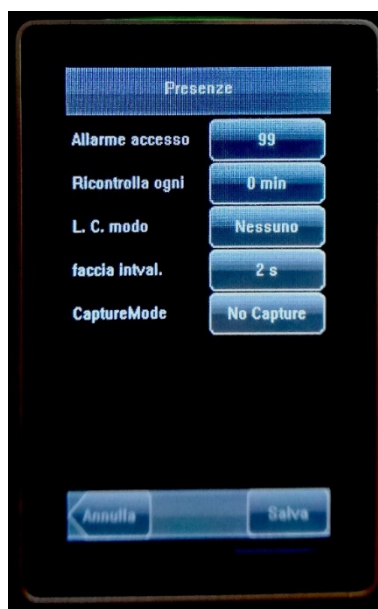 Presenze
Allarme accesso 99
Ricontrolla ogni 0 min
L. C. modo Nessuno
faccia intval. 2 s
CaptureMode No Capture
Annulla Salva